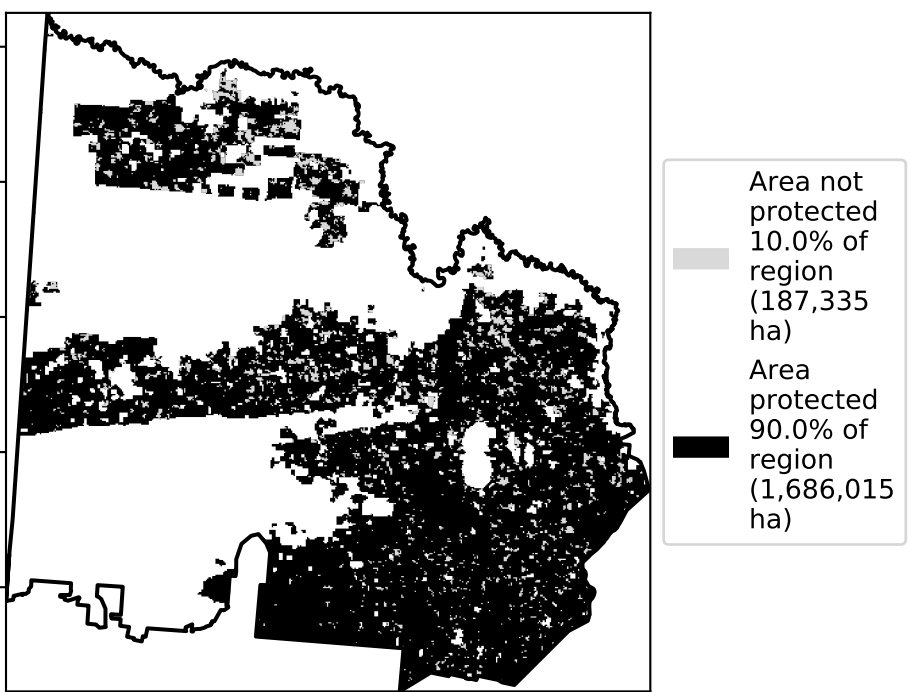 Area not
protected
10.0% of
region
(187,335
ha)
Area
protected
90.0% of
region
(1,686,015
ha)